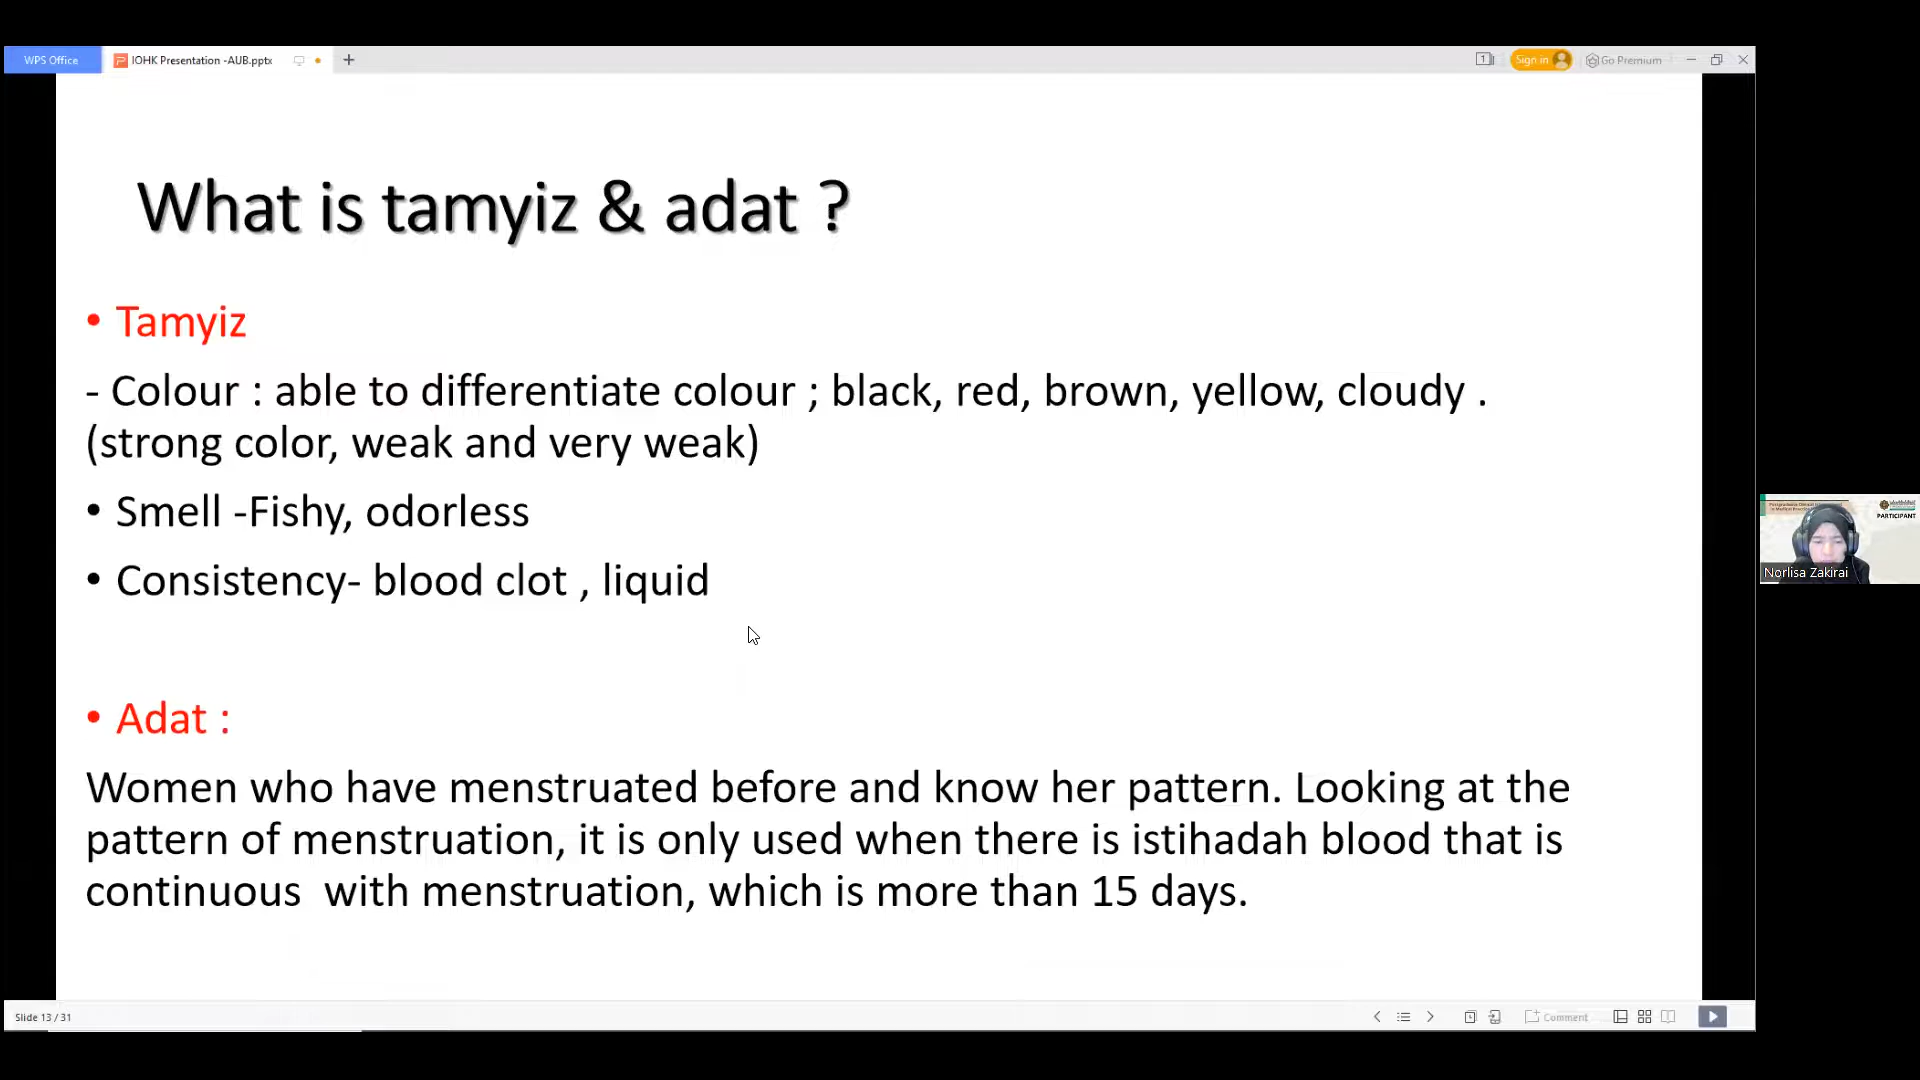 WPS Office
IOHK Presentation -AUB.pptx
+
1
Sign in
Go Premium
What is tamyiz & adat ?
• Tamyiz
- Colour : able to differentiate colour ; black, red, brown, yellow, cloudy .
(strong color, weak and very weak)
• Smell -Fishy, odorless
• Consistency- blood clot , liquid
PARTICIPANT
Norlisa Zakirai
• Adat :
Women who have menstruated before and know her pattern. Looking at the
pattern of menstruation, it is only used when there is istihadah blood that is
continuous with menstruation, which is more than 15 days.
Slide 13 / 31
Comment